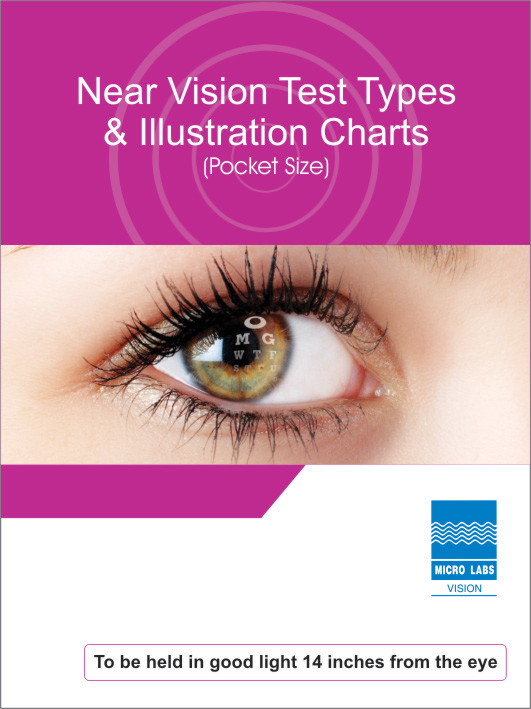 Near Vision Test Types
& Illustration Charts
(Pocket Size)
O
M G
W T F
MICRO LABS
VISION
To be held in good light 14 inches from the eye